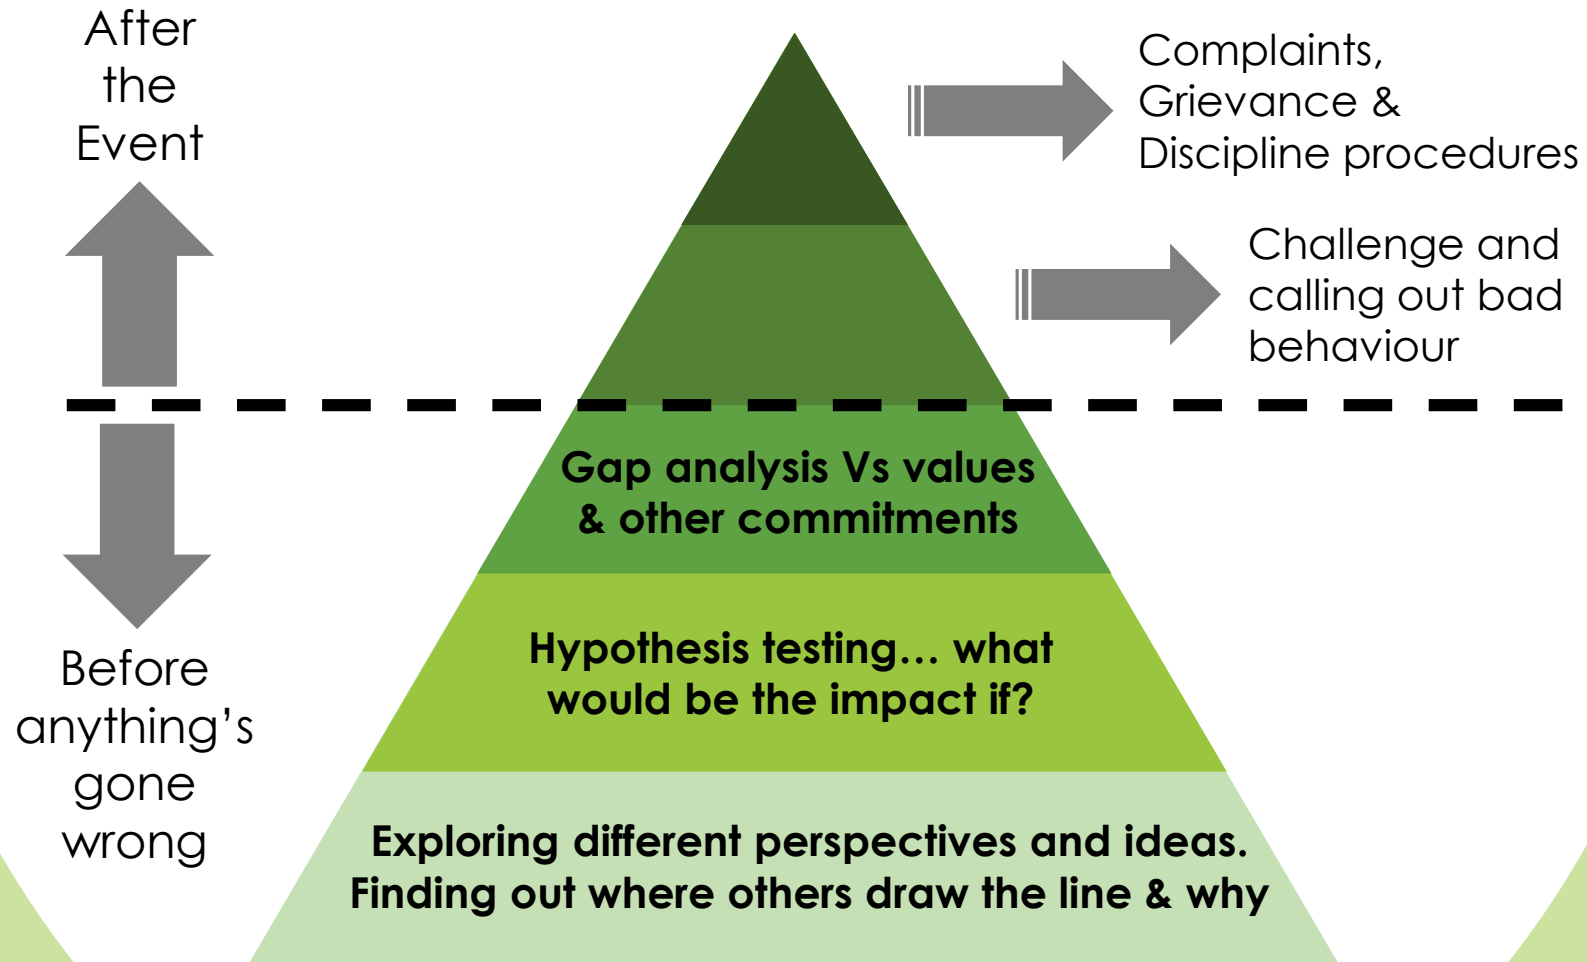 After
the
Event
Complaints,
Grievance &
Discipline procedures
Challenge and
calling out bad
behaviour
Gap analysis Vs values
& other commitments
Hypothesis testing… what
would be the impact if?
Before
anything’s
gone
wrong
Exploring different perspectives and ideas.
Finding out where others draw the line & why